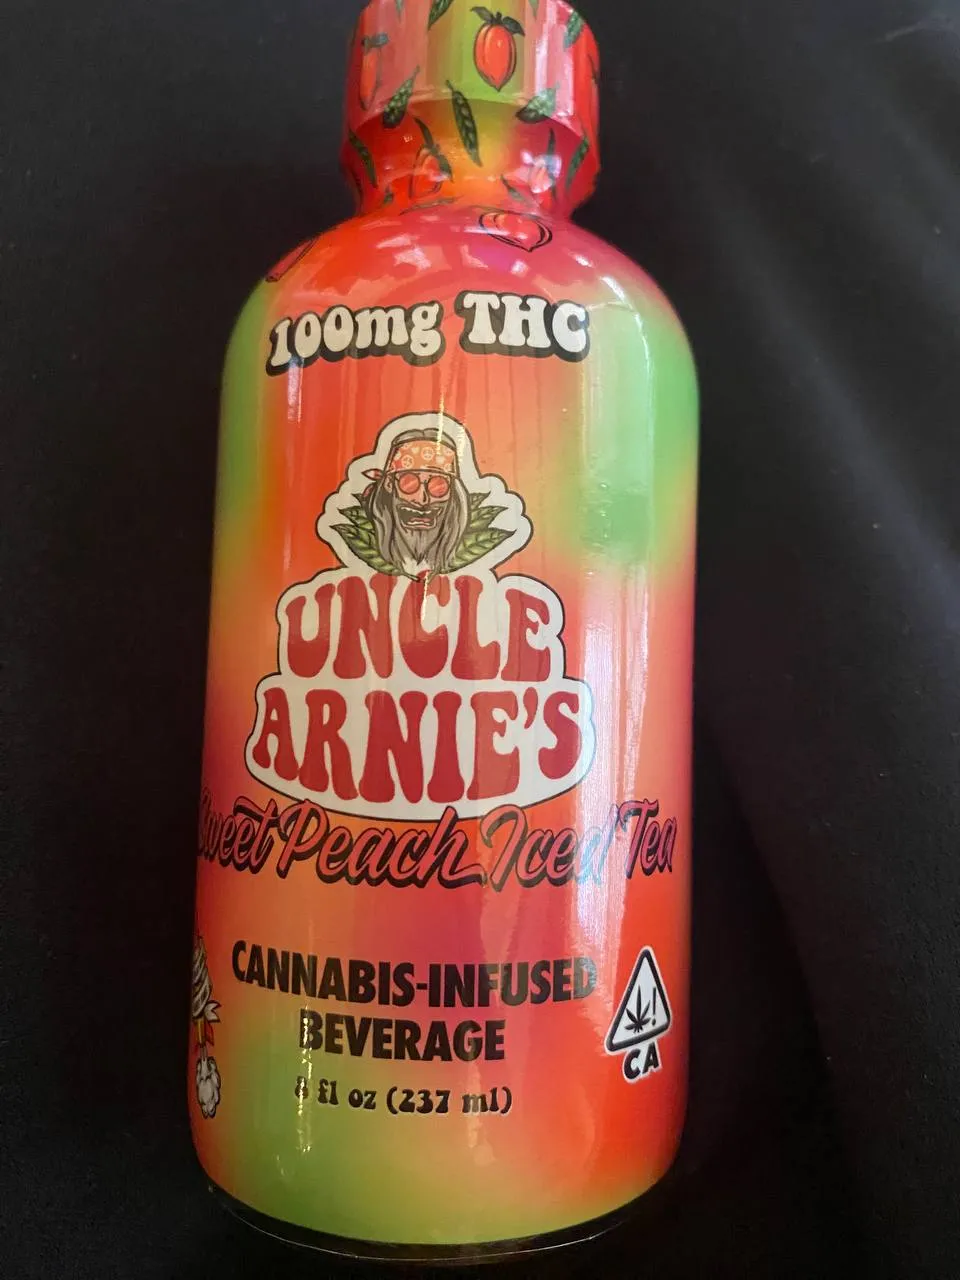 100mg THC
UNCLE
ARNIE'S
Sweet Peach Iced Tea
CANNABIS-INFUSED
BEVERAGE
8 fl oz (237 ml)
CA